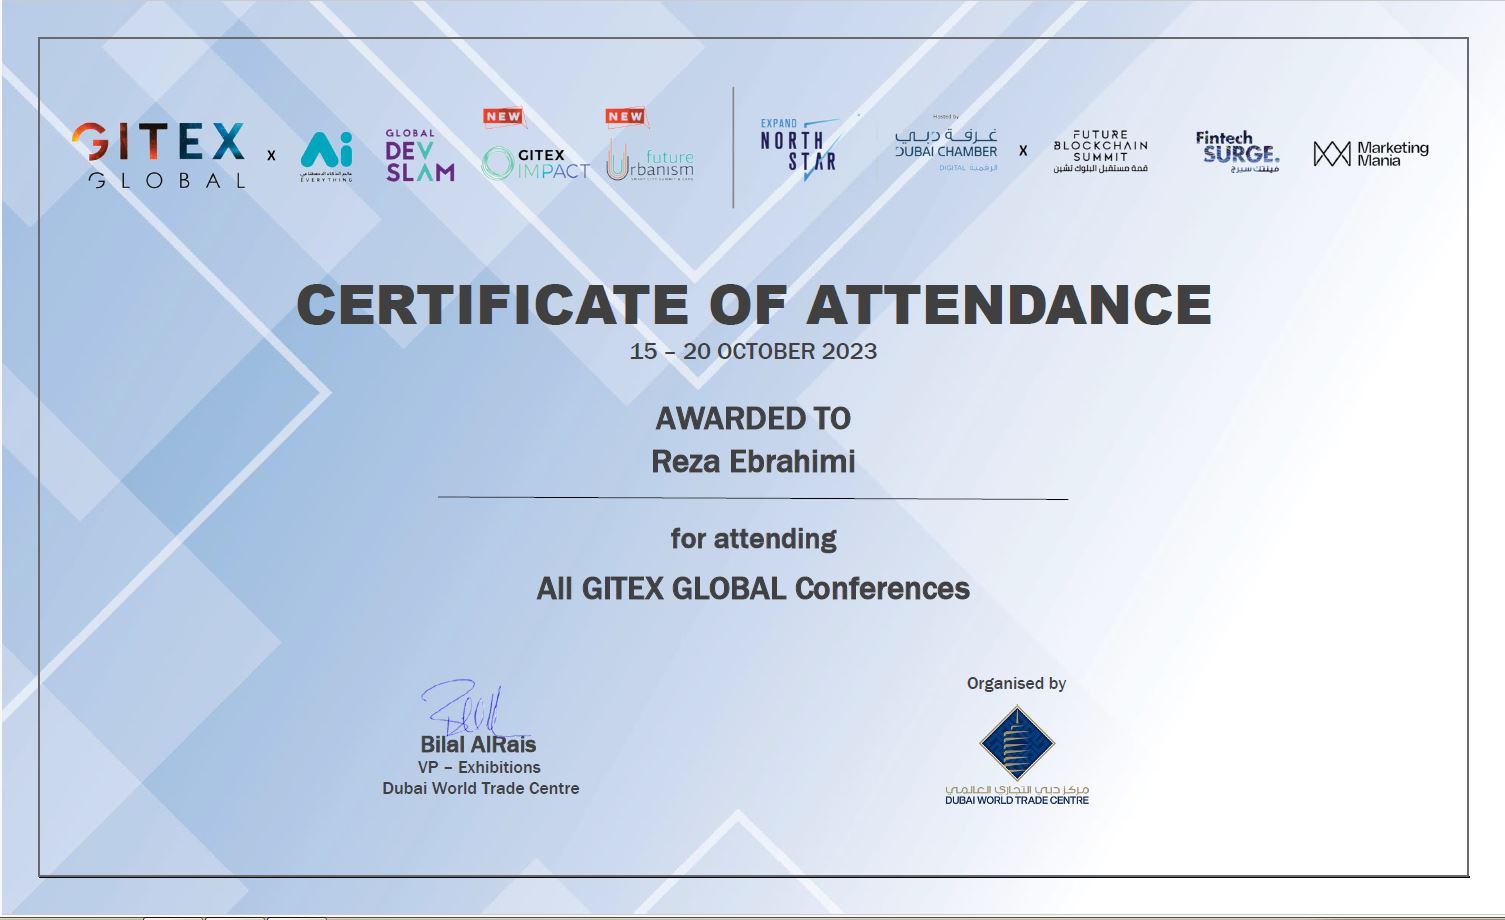 GITEX
GLOBAL
x
Ai
EVERYTHING
GLOBAL
DEV
SLAM
NEW
GITEX
IMPACT
NEW
future
Urbanism
EXPAND
NORTH
STAR
Hosted by
غرفة دبي
DUBAI CHAMBER
DIGITAL الرقمية
x
FUTURE
BLOCKCHAIN
SUMMIT
قمة مستقبل البلوك تشين
Fintech
SURGE.
فينتك سيرج
Marketing
Mania
CERTIFICATE OF ATTENDANCE
15 – 20 OCTOBER 2023
AWARDED TO
Reza Ebrahimi
for attending
All GITEX GLOBAL Conferences
Bilal AlRais
VP – Exhibitions
Dubai World Trade Centre
Organised by
مركز دبي التجاري العالمي
DUBAI WORLD TRADE CENTRE